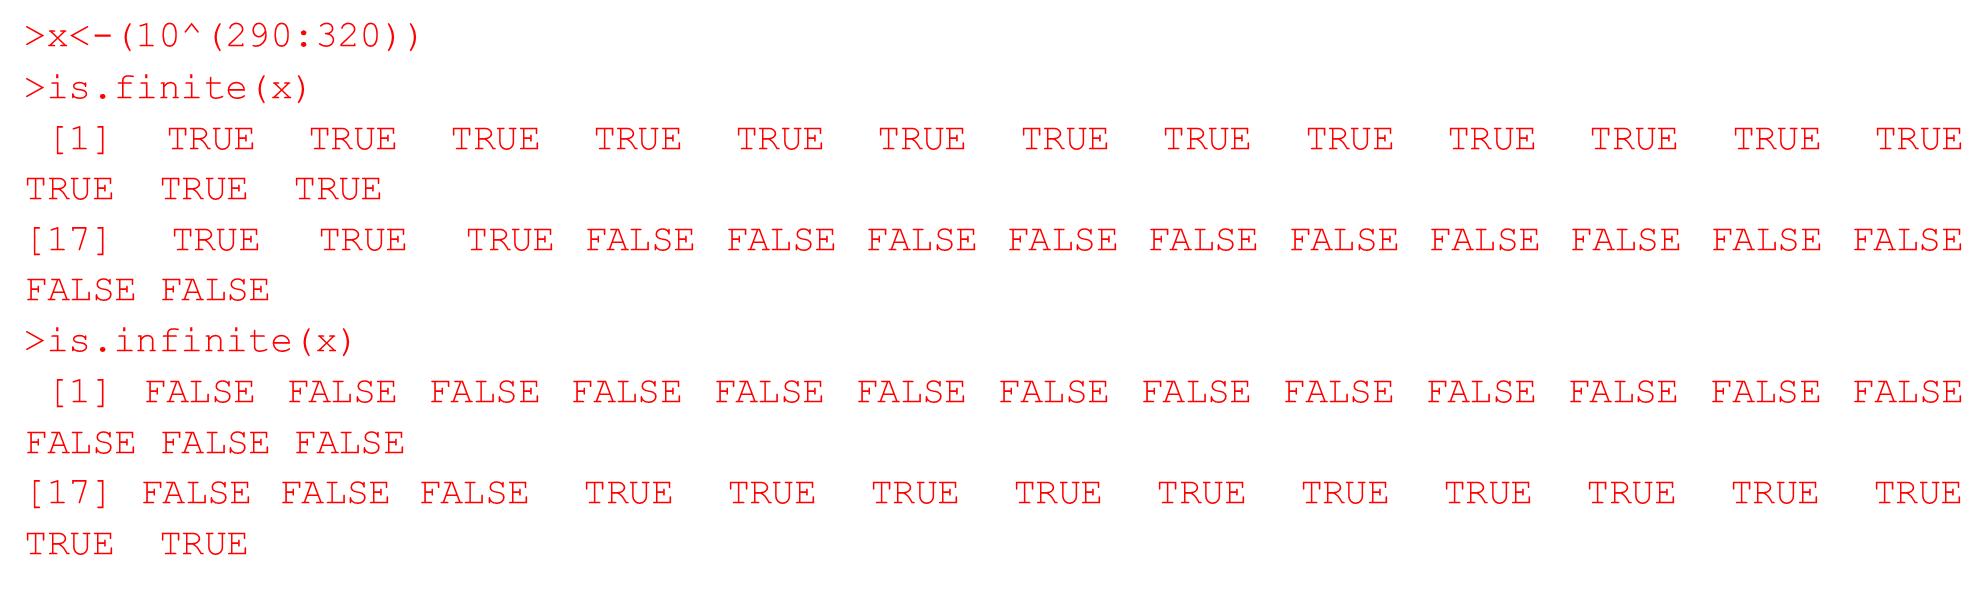 >x<-(10^(290:320))
>is.finite(x)
[1] TRUE TRUE TRUE TRUE TRUE TRUE TRUE TRUE TRUE TRUE TRUE TRUE TRUE
TRUE TRUE TRUE
[17] TRUE TRUE TRUE FALSE FALSE FALSE FALSE FALSE FALSE FALSE FALSE FALSE FALSE
FALSE FALSE
>is.infinite(x)
[1] FALSE FALSE FALSE FALSE FALSE FALSE FALSE FALSE FALSE FALSE FALSE FALSE FALSE
FALSE FALSE FALSE
[17] FALSE FALSE FALSE TRUE TRUE TRUE TRUE TRUE TRUE TRUE TRUE TRUE TRUE
TRUE TRUE